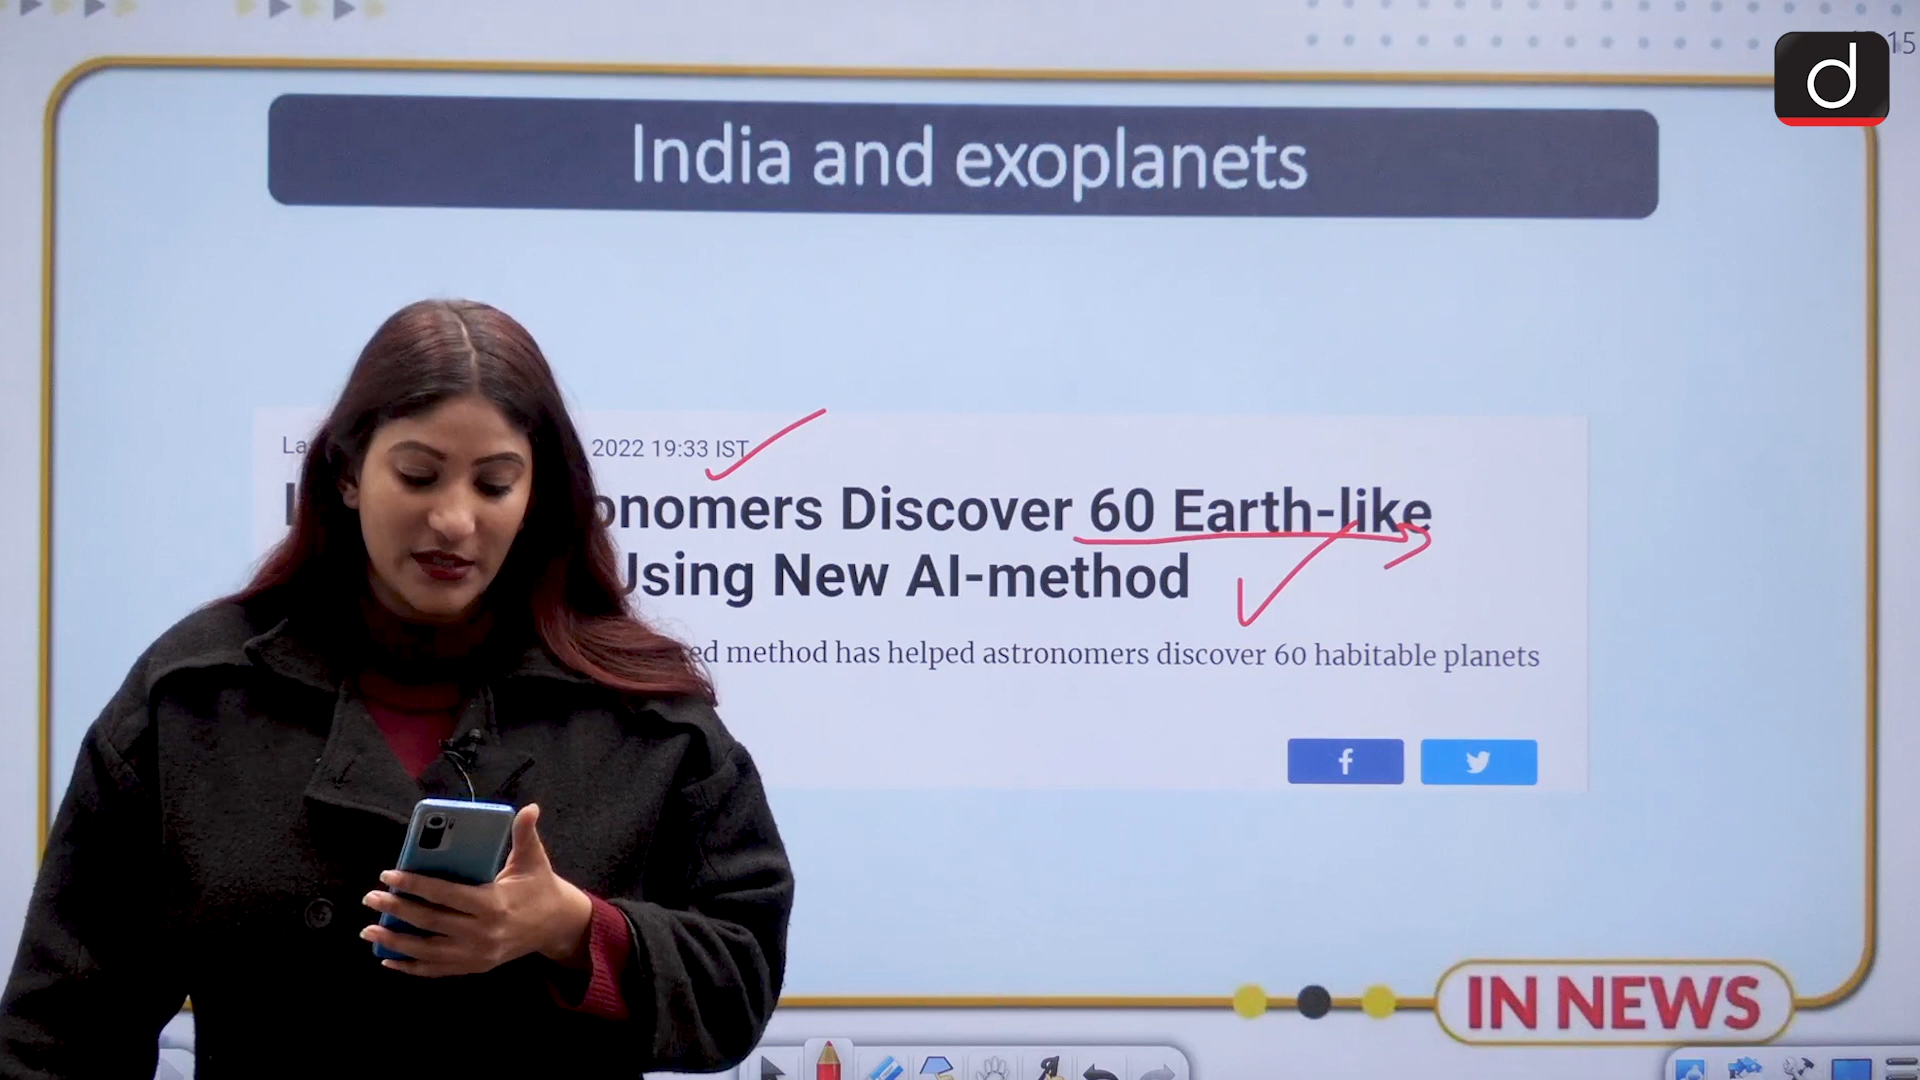 15
d
India and exoplanets
La 2022 19:33 IST
onomers Discover 60 Earth-like
Using New AI-method
ed method has helped astronomers discover 60 habitable planets
f
IN NEWS